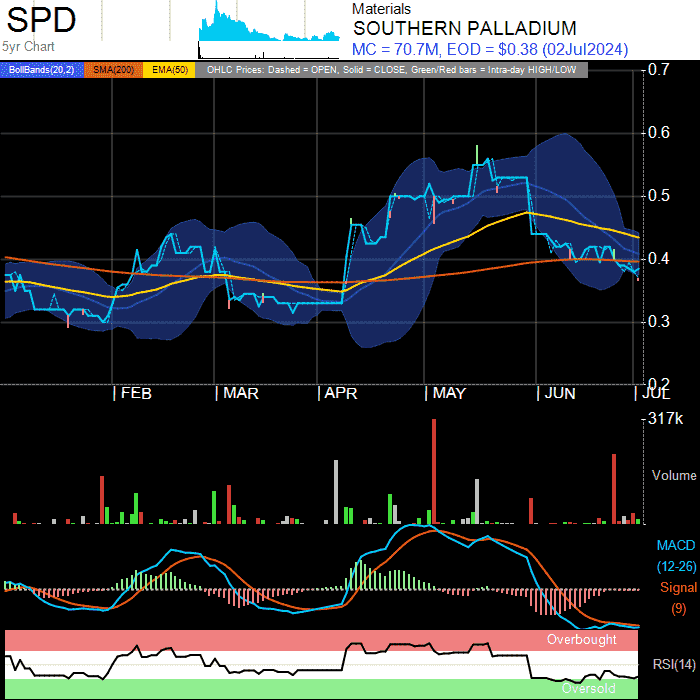 SPD
5yr Chart
Materials
SOUTHERN PALLADIUM
MC = 70.7M, EOD = $0.38 (02Jul2024)
BollBands(20,2) SMA(200) EMA(50) OHLC Prices: Dashed = OPEN, Solid = CLOSE, Green/Red bars = Intra-day HIGH/LOW
0.7
0.6
0.5
0.4
0.3
0.2
FEB MAR APR MAY JUN JUL
317k
Volume
MACD
(12-26)
Signal
(9)
Overbought
RSI(14)
Oversold